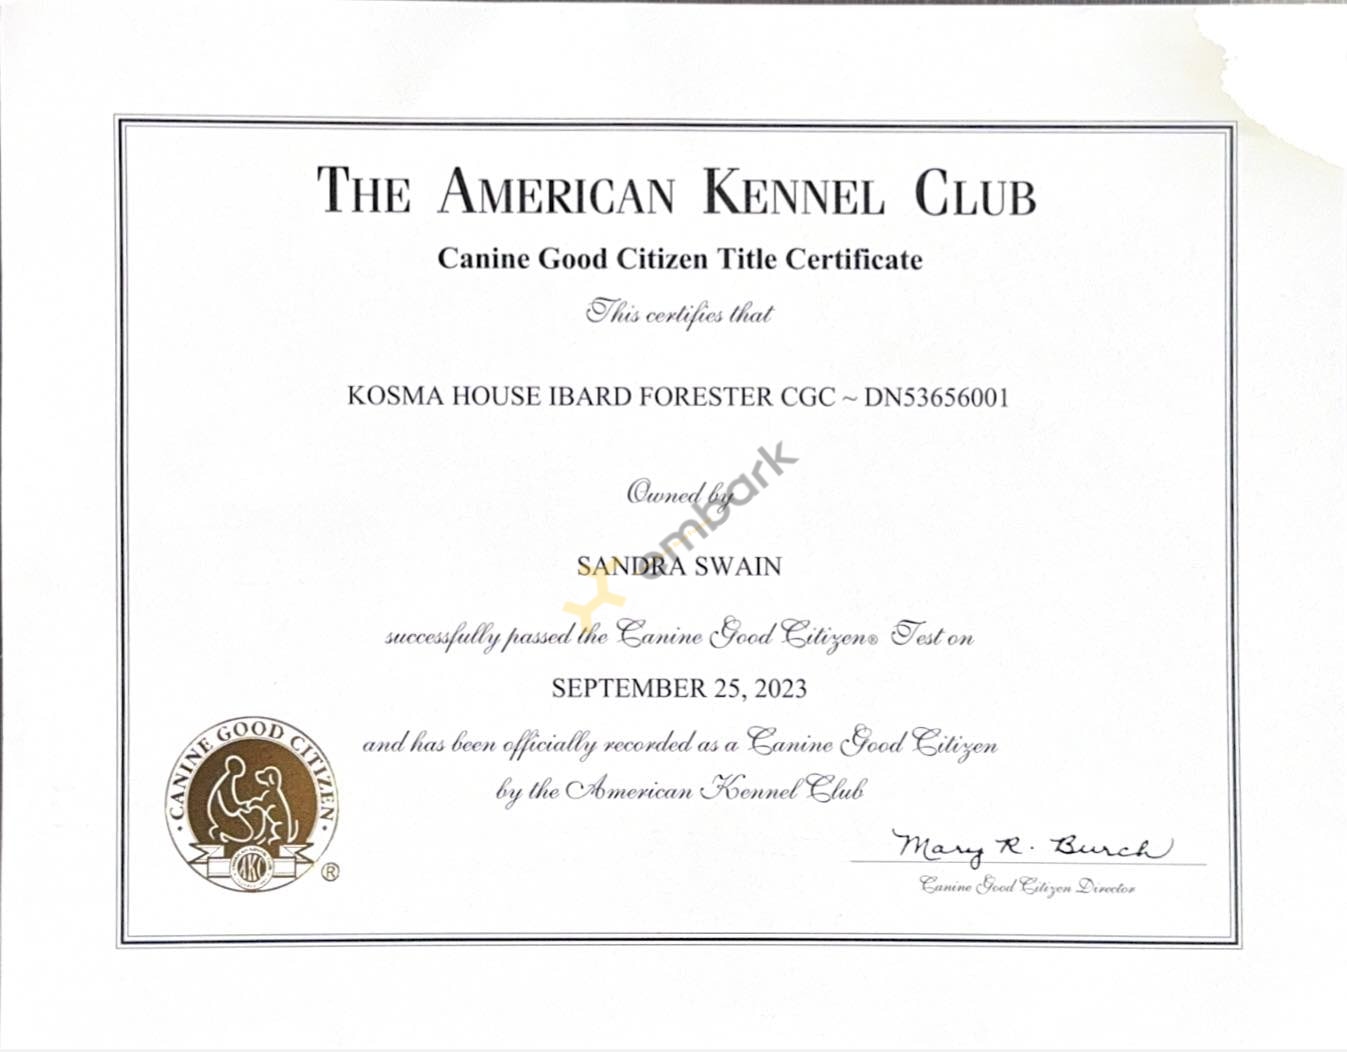 THE AMERICAN KENNEL CLUB
Canine Good Citizen Title Certificate
This certifies that
KOSMA HOUSE IBARD FORESTER CGC ~ DN53656001
Owned by
embark
SANDRA SWAIN
successfully passed the Canine Good Citizen® Test on
SEPTEMBER 25, 2023
and has been officially recorded as a Canine Good Citizen
by the American Kennel Club
· CANINE GOOD CITIZEN ·
AKC
®
Mary R. Burch
Canine Good Citizen Director